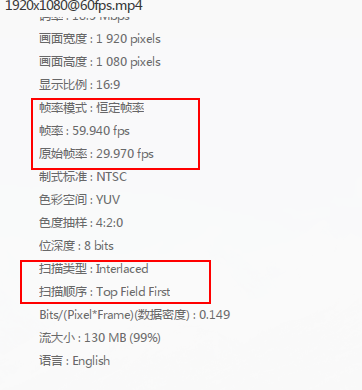 1920x1080@60fps.mp4
码率 : 18.5 Mbps
画面宽度 : 1 920 pixels
画面高度 : 1 080 pixels
显示比例 : 16:9
帧率模式 : 恒定帧率
帧率 : 59.940 fps
原始帧率 : 29.970 fps
制式标准 : NTSC
色彩空间 : YUV
色度抽样 : 4:2:0
位深度 : 8 bits
扫描类型 : Interlaced
扫描顺序 : Top Field First
Bits/(Pixel*Frame)(数据密度) : 0.149
流大小 : 130 MB (99%)
语言 : English